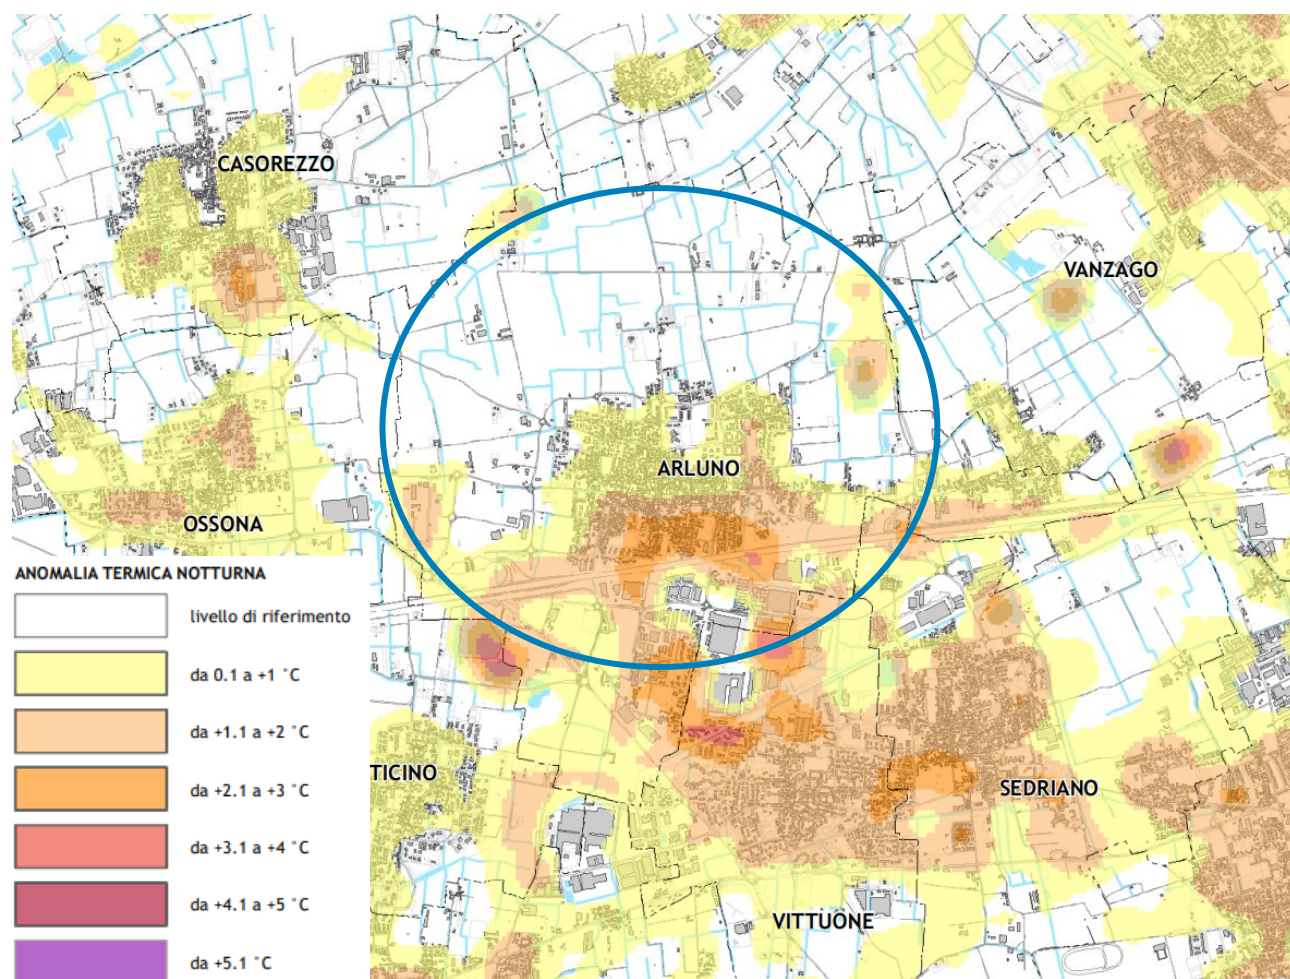 CASOREZZO
VANZAGO
ARLUNO
OSSONA
ANOMALIA TERMICA NOTTURNA
livello di riferimento
da 0.1 a +1 °C
da +1.1 a +2 °C
da +2.1 a +3 °C
da +3.1 a +4 °C
da +4.1 a +5 °C
da +5.1 °C
TICINO
SEDRIANO
VITTUONE